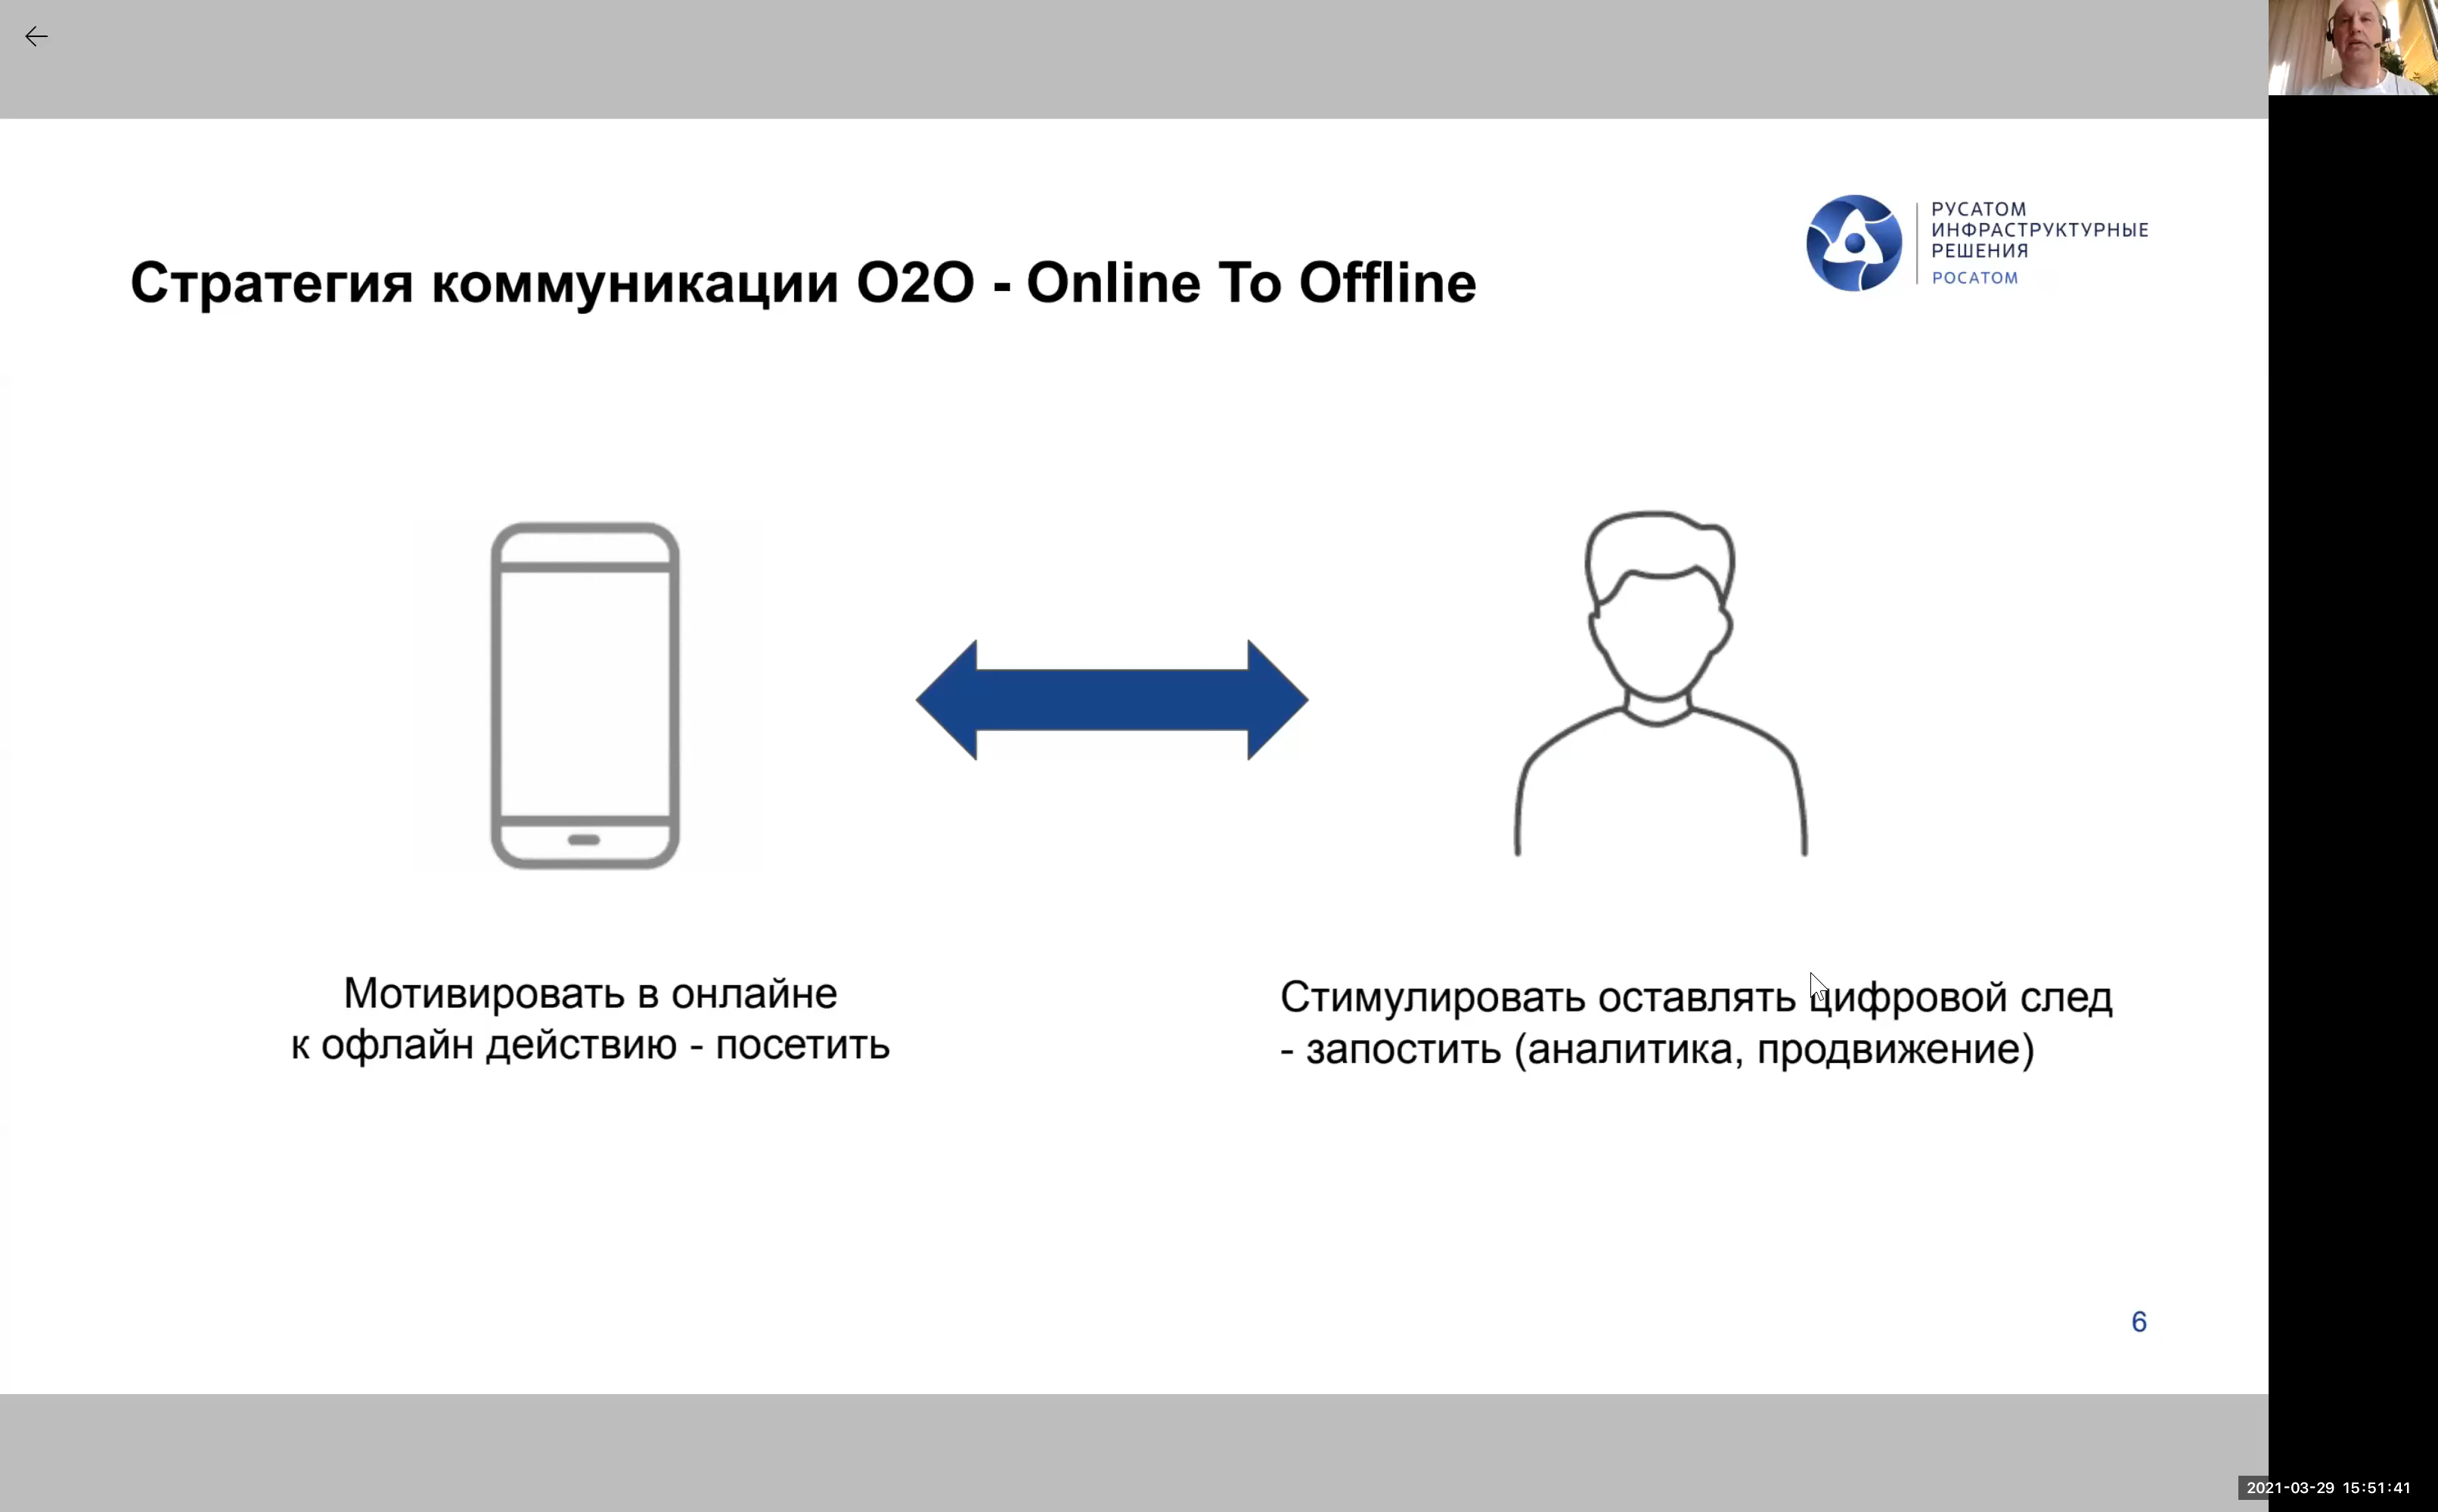 РУСАТОМ
ИНФРАСТРУКТУРНЫЕ
РЕШЕНИЯ
РОСАТОМ
Стратегия коммуникации О2О - Online To Offline
Мотивировать в онлайне
к офлайн действию - посетить
Стимулировать оставлять цифровой след
- запостить (аналитика, продвижение)
6
2021-03-29 15:51:41